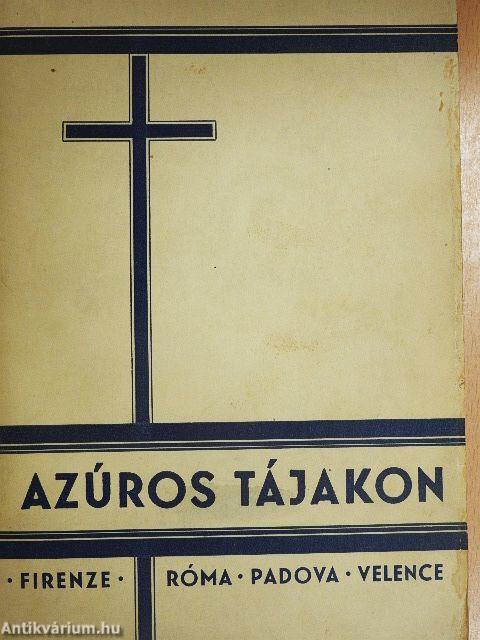 AZÚROS TÁJAKON
· FIRENZE · RÓMA · PADOVA · VELENCE
Antikvárium.hu